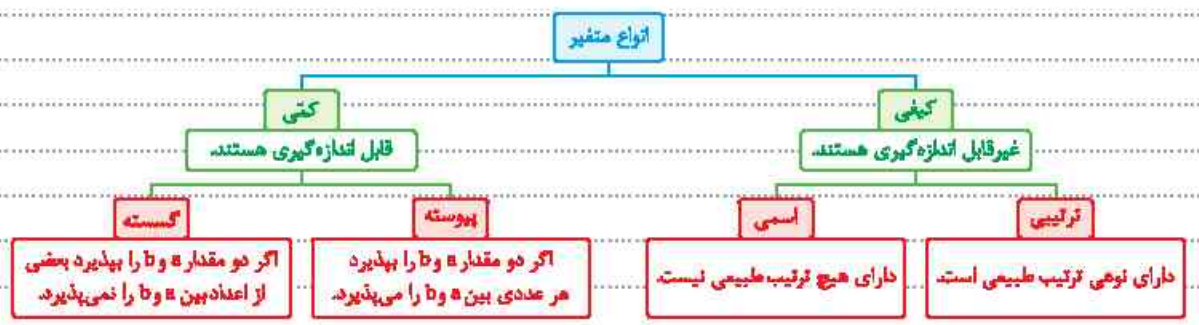 انواع متغیر
کیفی
کمّی
غیرقابل اندازه‌گیری هستند.
قابل اندازه‌گیری هستند.
ترتیبی
اسمی
پیوسته
گسسته
دارای نوعی ترتیب طبیعی است.
دارای هیچ ترتیب طبیعی نیست.
اگر دو مقدار a و b را بپذیرد
هر عددی بین a و b را می‌پذیرد.
اگر دو مقدار a و b را بپذیرد بعضی
از اعداد بین a و b را نمی‌پذیرد.